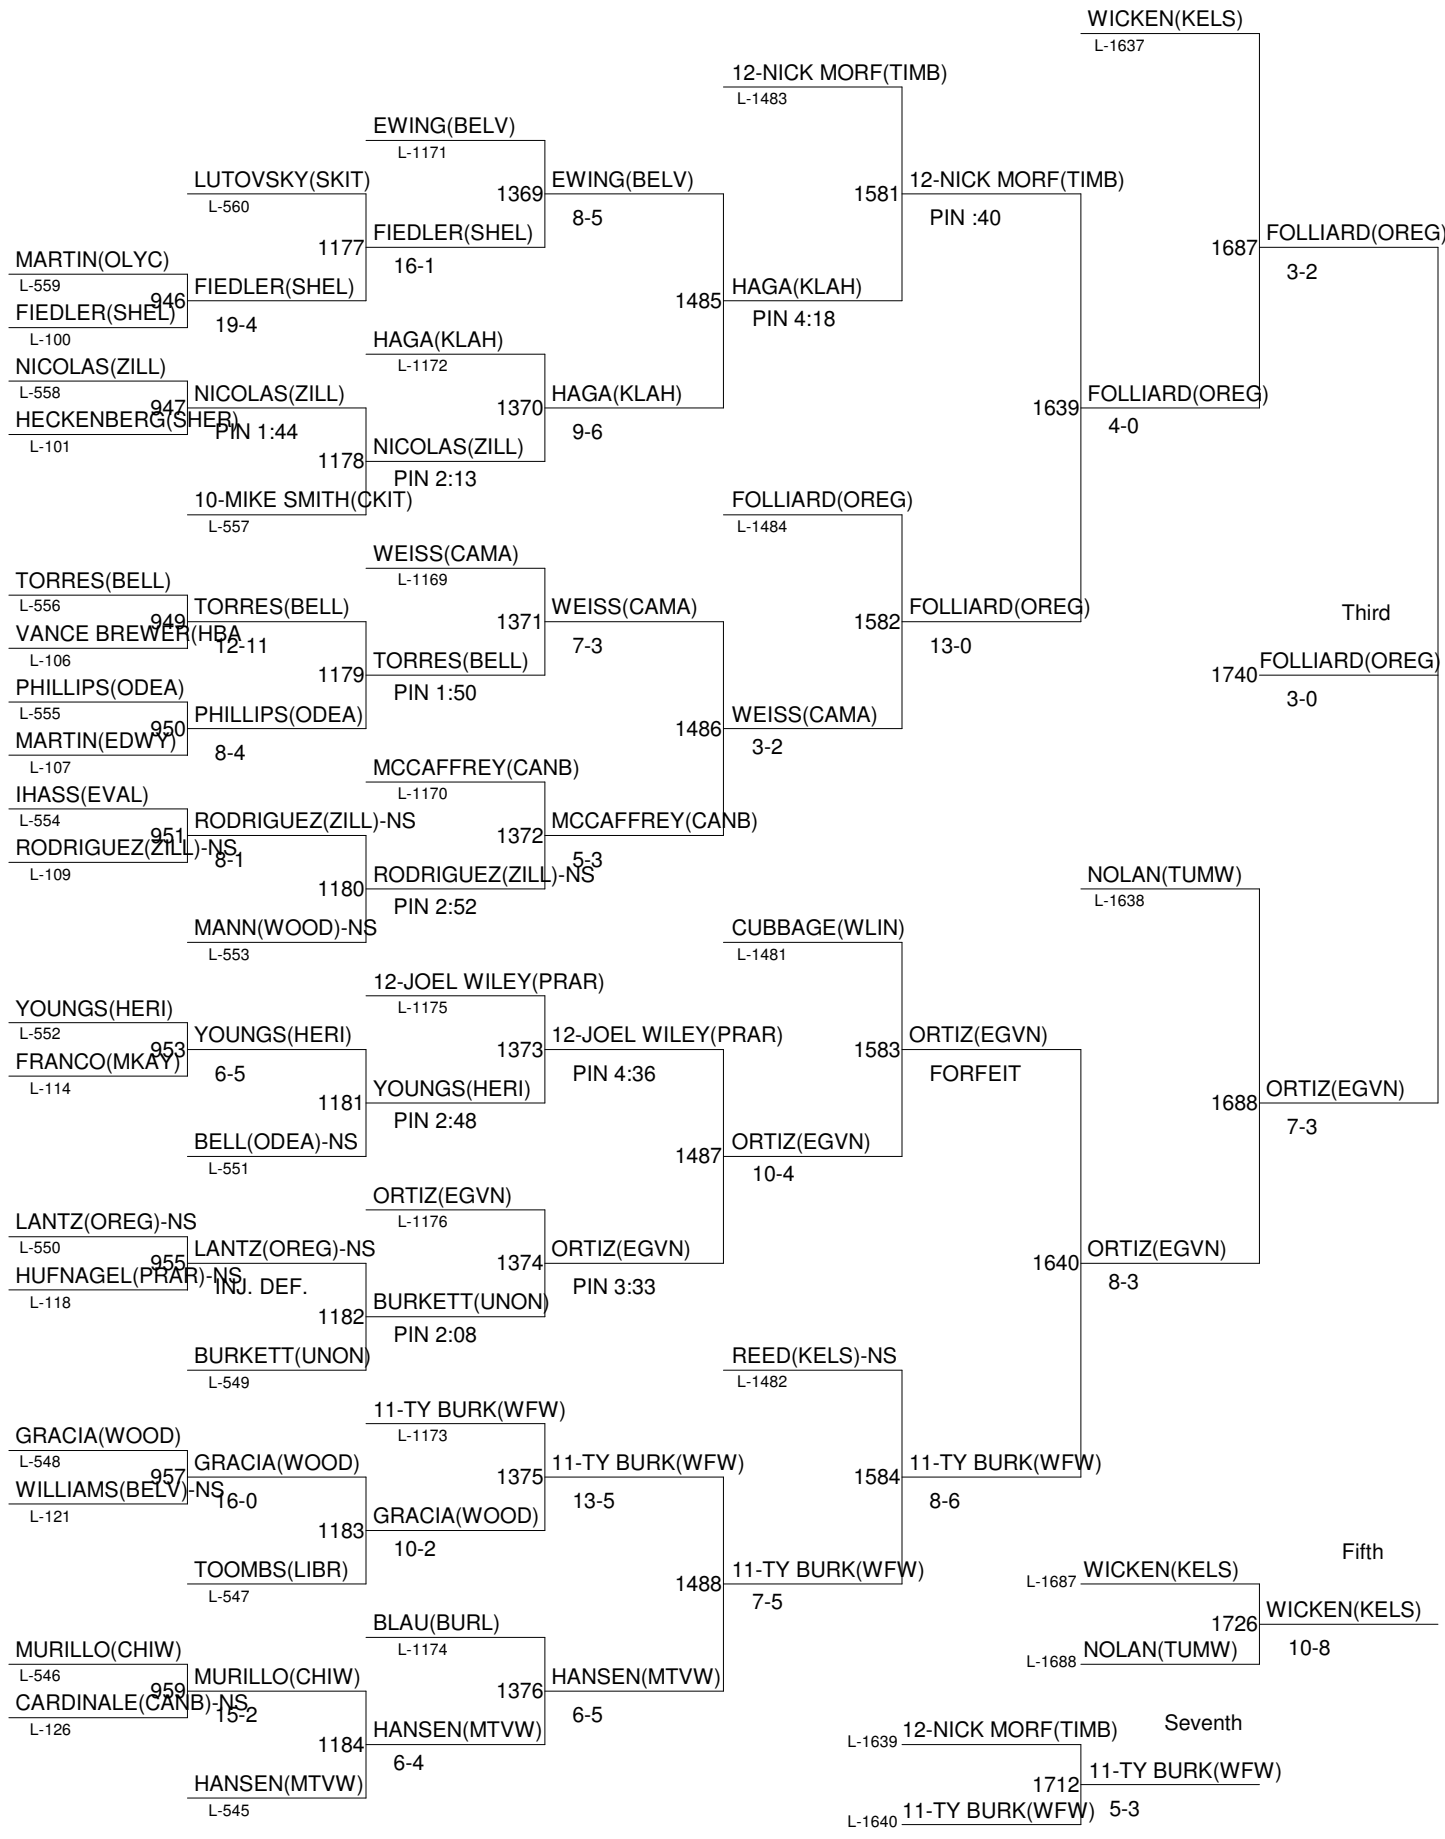 WICKEN(KELS)
L-1637
12-NICK MORF(TIMB)
L-1483
EWING(BELV)
L-1171
LUTOVSKY(SKIT)
L-560
1369
EWING(BELV)
8-5
1581
12-NICK MORF(TIMB)
PIN :40
1177
FIEDLER(SHEL)
16-1
1687
FOLLIARD(OREG)
3-2
MARTIN(OLYC)
L-559
946
FIEDLER(SHEL)
19-4
FIEDLER(SHEL)
L-100
1485
HAGA(KLAH)
PIN 4:18
HAGA(KLAH)
L-1172
NICOLAS(ZILL)
L-558
947
NICOLAS(ZILL)
PIN 1:44
HECKENBERG(SHER)
L-101
1370
HAGA(KLAH)
9-6
1639
FOLLIARD(OREG)
4-0
1178
NICOLAS(ZILL)
PIN 2:13
10-MIKE SMITH(CKIT)
L-557
FOLLIARD(OREG)
L-1484
WEISS(CAMA)
L-1169
TORRES(BELL)
L-556
949
TORRES(BELL)
12-11
VANCE BREWER(HBA
L-106
1371
WEISS(CAMA)
7-3
1582
FOLLIARD(OREG)
13-0
Third
1179
TORRES(BELL)
PIN 1:50
1740
FOLLIARD(OREG)
3-0
PHILLIPS(ODEA)
L-555
950
PHILLIPS(ODEA)
8-4
MARTIN(EDWY)
L-107
1486
WEISS(CAMA)
3-2
MCCAFFREY(CANB)
L-1170
IHASS(EVAL)
L-554
951
RODRIGUEZ(ZILL)-NS
8-1
RODRIGUEZ(ZILL)-NS
L-109
1372
MCCAFFREY(CANB)
5-3
1180
RODRIGUEZ(ZILL)-NS
PIN 2:52
NOLAN(TUMW)
L-1638
MANN(WOOD)-NS
L-553
CUBBAGE(WLIN)
L-1481
12-JOEL WILEY(PRAR)
L-1175
YOUNGS(HERI)
L-552
953
YOUNGS(HERI)
6-5
FRANCO(MKAY)
L-114
1373
12-JOEL WILEY(PRAR)
PIN 4:36
1583
ORTIZ(EGVN)
FORFEIT
1181
YOUNGS(HERI)
PIN 2:48
1688
ORTIZ(EGVN)
7-3
BELL(ODEA)-NS
L-551
1487
ORTIZ(EGVN)
10-4
ORTIZ(EGVN)
L-1176
LANTZ(OREG)-NS
L-550
955
LANTZ(OREG)-NS
INJ. DEF.
HUFNAGEL(PRAR)-NS
L-118
1374
ORTIZ(EGVN)
PIN 3:33
1640
ORTIZ(EGVN)
8-3
1182
BURKETT(UNON)
PIN 2:08
BURKETT(UNON)
L-549
REED(KELS)-NS
L-1482
11-TY BURK(WFW)
L-1173
GRACIA(WOOD)
L-548
957
GRACIA(WOOD)
16-0
WILLIAMS(BELV)-NS
L-121
1375
11-TY BURK(WFW)
13-5
1584
11-TY BURK(WFW)
8-6
1183
GRACIA(WOOD)
10-2
TOOMBS(LIBR)
L-547
1488
11-TY BURK(WFW)
7-5
Fifth
L-1687
WICKEN(KELS)
1726
WICKEN(KELS)
10-8
L-1688
NOLAN(TUMW)
BLAU(BURL)
L-1174
MURILLO(CHIW)
L-546
959
MURILLO(CHIW)
15-2
CARDINALE(CANB)-NS
L-126
1376
HANSEN(MTVW)
6-5
1184
HANSEN(MTVW)
6-4
HANSEN(MTVW)
L-545
Seventh
L-1639
12-NICK MORF(TIMB)
1712
11-TY BURK(WFW)
5-3
L-1640
11-TY BURK(WFW)